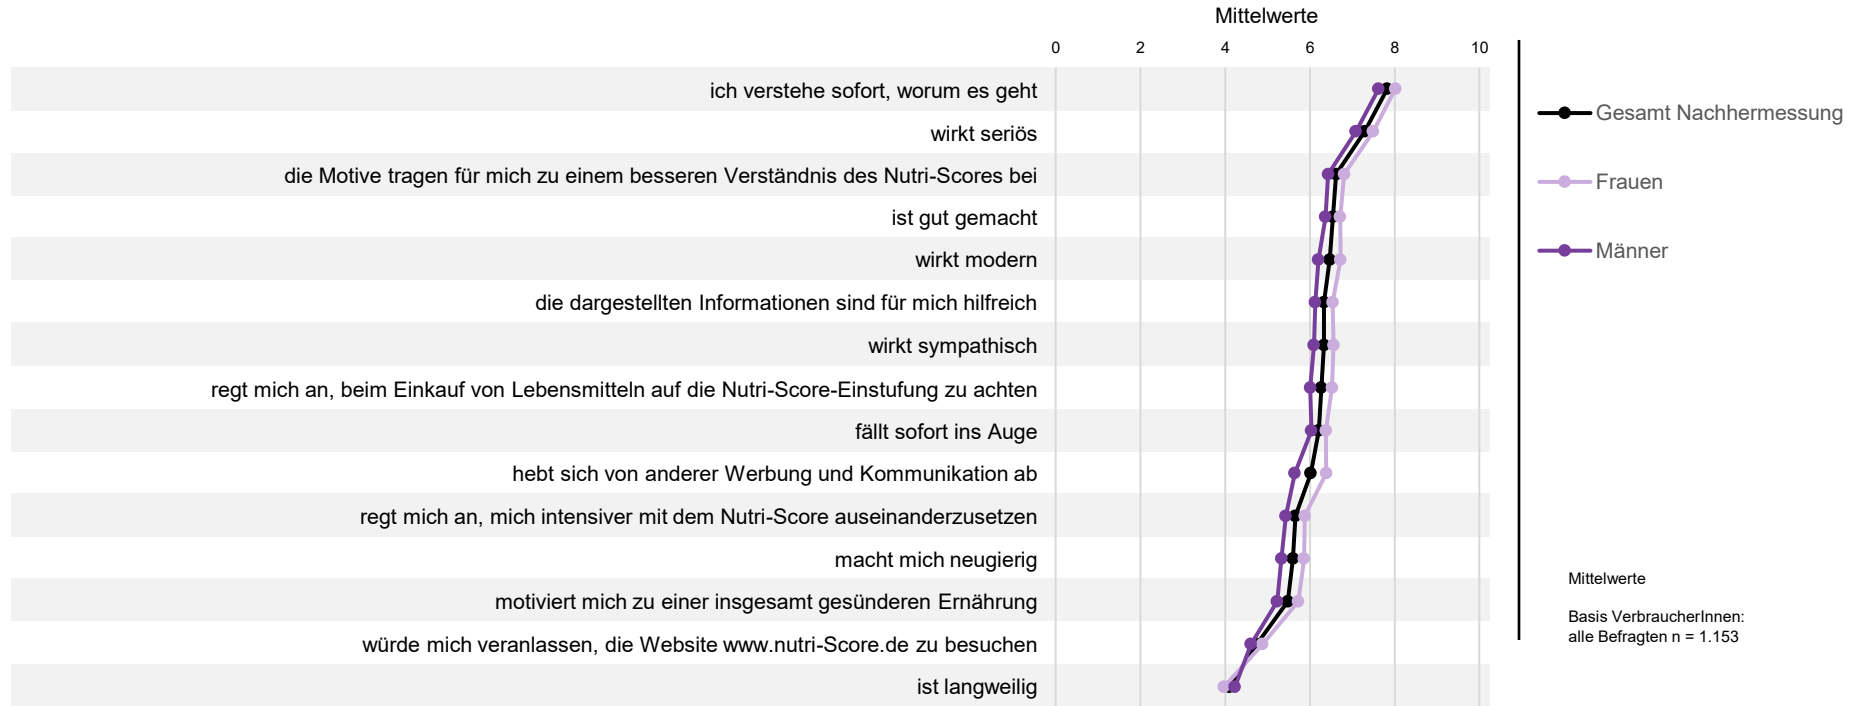 Mittelwerte
0 2 4 6 8 10
ich verstehe sofort, worum es geht
wirkt seriös
die Motive tragen für mich zu einem besseren Verständnis des Nutri-Scores bei
ist gut gemacht
wirkt modern
die dargestellten Informationen sind für mich hilfreich
wirkt sympathisch
regt mich an, beim Einkauf von Lebensmitteln auf die Nutri-Score-Einstufung zu achten
fällt sofort ins Auge
hebt sich von anderer Werbung und Kommunikation ab
regt mich an, mich intensiver mit dem Nutri-Score auseinanderzusetzen
macht mich neugierig
motiviert mich zu einer insgesamt gesünderen Ernährung
würde mich veranlassen, die Website www.nutri-Score.de zu besuchen
ist langweilig
Gesamt Nachhermessung
Frauen
Männer
Mittelwerte
Basis VerbraucherInnen:
alle Befragten n = 1.153